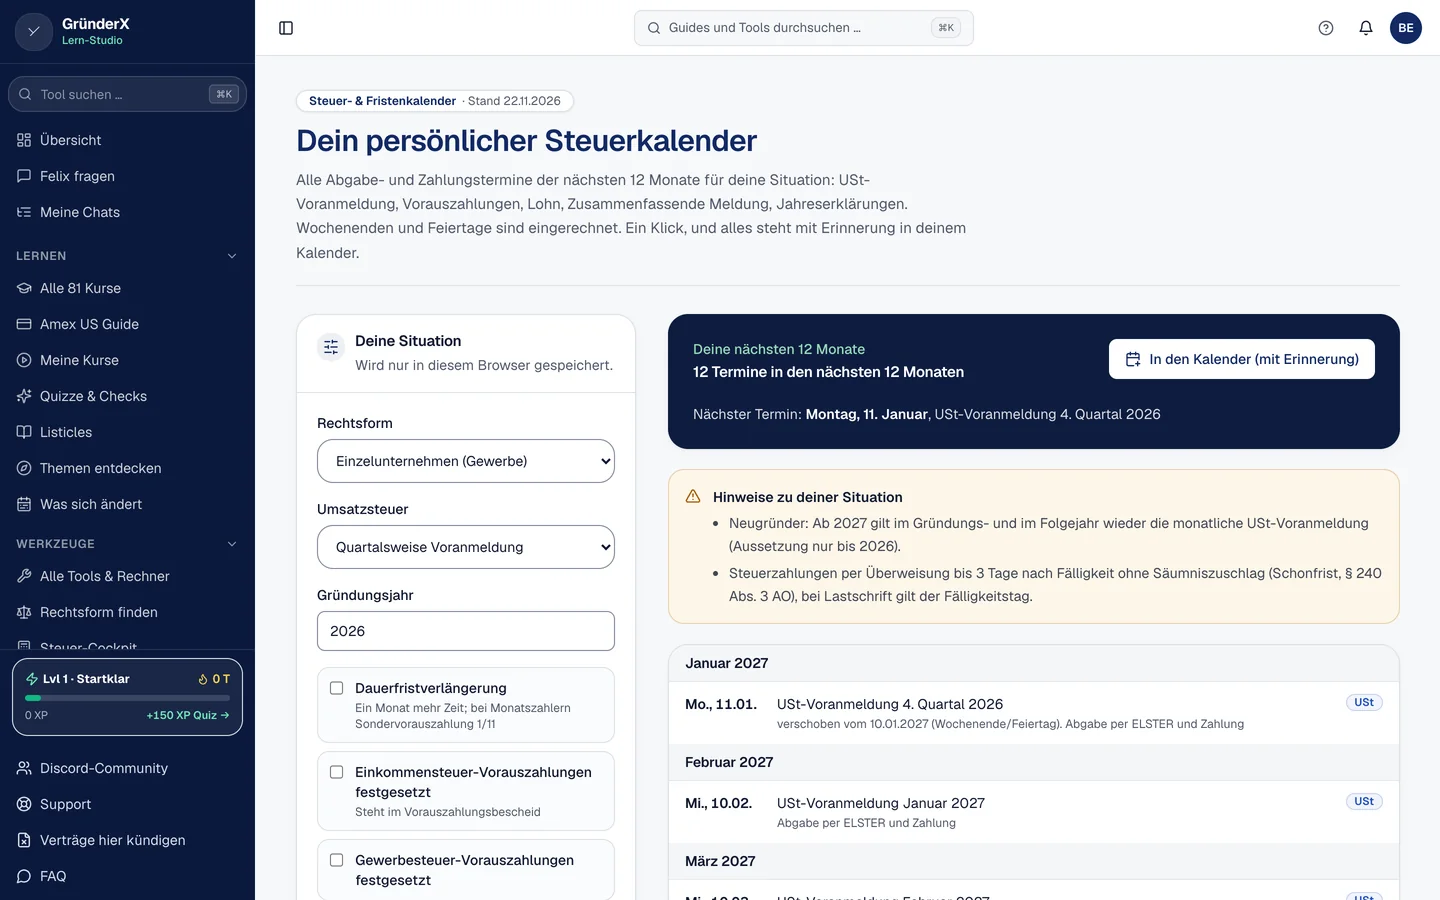 GründerX
Lern-Studio
Tool suchen ...
⌘K
Übersicht
Felix fragen
Meine Chats
LERNEN
Alle 81 Kurse
Amex US Guide
Meine Kurse
Quizze & Checks
Listicles
Themen entdecken
Was sich ändert
WERKZEUGE
Alle Tools & Rechner
Rechtsform finden
Steuer-Cockpit
Lvl 1 · Startklar
0 T
0 XP
+150 XP Quiz →
Discord-Community
Support
Verträge hier kündigen
FAQ
Guides und Tools durchsuchen ...
⌘K
BE
Steuer- & Fristenkalender · Stand 22.11.2026
Dein persönlicher Steuerkalender
Alle Abgabe- und Zahlungstermine der nächsten 12 Monate für deine Situation: USt-
Voranmeldung, Vorauszahlungen, Lohn, Zusammenfassende Meldung, Jahreserklärungen.
Wochenenden und Feiertage sind eingerechnet. Ein Klick, und alles steht mit Erinnerung in deinem
Kalender.
Deine Situation
Wird nur in diesem Browser gespeichert.
Rechtsform
Einzelunternehmen (Gewerbe)
Umsatzsteuer
Quartalsweise Voranmeldung
Gründungsjahr
2026
Dauerfristverlängerung
Ein Monat mehr Zeit; bei Monatszahlern
Sondervorauszahlung 1/11
Einkommensteuer-Vorauszahlungen
festgesetzt
Steht im Vorauszahlungsbescheid
Gewerbesteuer-Vorauszahlungen
festgesetzt
Deine nächsten 12 Monate
12 Termine in den nächsten 12 Monaten
In den Kalender (mit Erinnerung)
Nächster Termin: Montag, 11. Januar, USt-Voranmeldung 4. Quartal 2026
Hinweise zu deiner Situation
• Neugründer: Ab 2027 gilt im Gründungs- und im Folgejahr wieder die monatliche USt-Voranmeldung
(Aussetzung nur bis 2026).
• Steuerzahlungen per Überweisung bis 3 Tage nach Fälligkeit ohne Säumniszuschlag (Schonfrist, § 240
Abs. 3 AO), bei Lastschrift gilt der Fälligkeitstag.
Januar 2027
Mo., 11.01.
USt-Voranmeldung 4. Quartal 2026
USt
verschoben vom 10.01.2027 (Wochenende/Feiertag). Abgabe per ELSTER und Zahlung
Februar 2027
Mi., 10.02.
USt-Voranmeldung Januar 2027
USt
Abgabe per ELSTER und Zahlung
März 2027
Mi., 10.03.
USt-Voranmeldung Februar 2027
USt